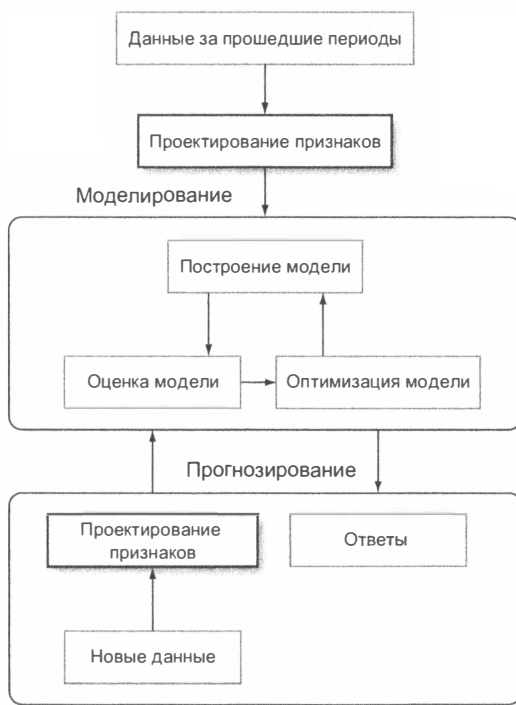 Данные за прошедшие периоды
Проектирование признаков
Моделирование
Построение модели
Оценка модели
Оптимизация модели
Прогнозирование
Проектирование
признаков
Ответы
Новые данные